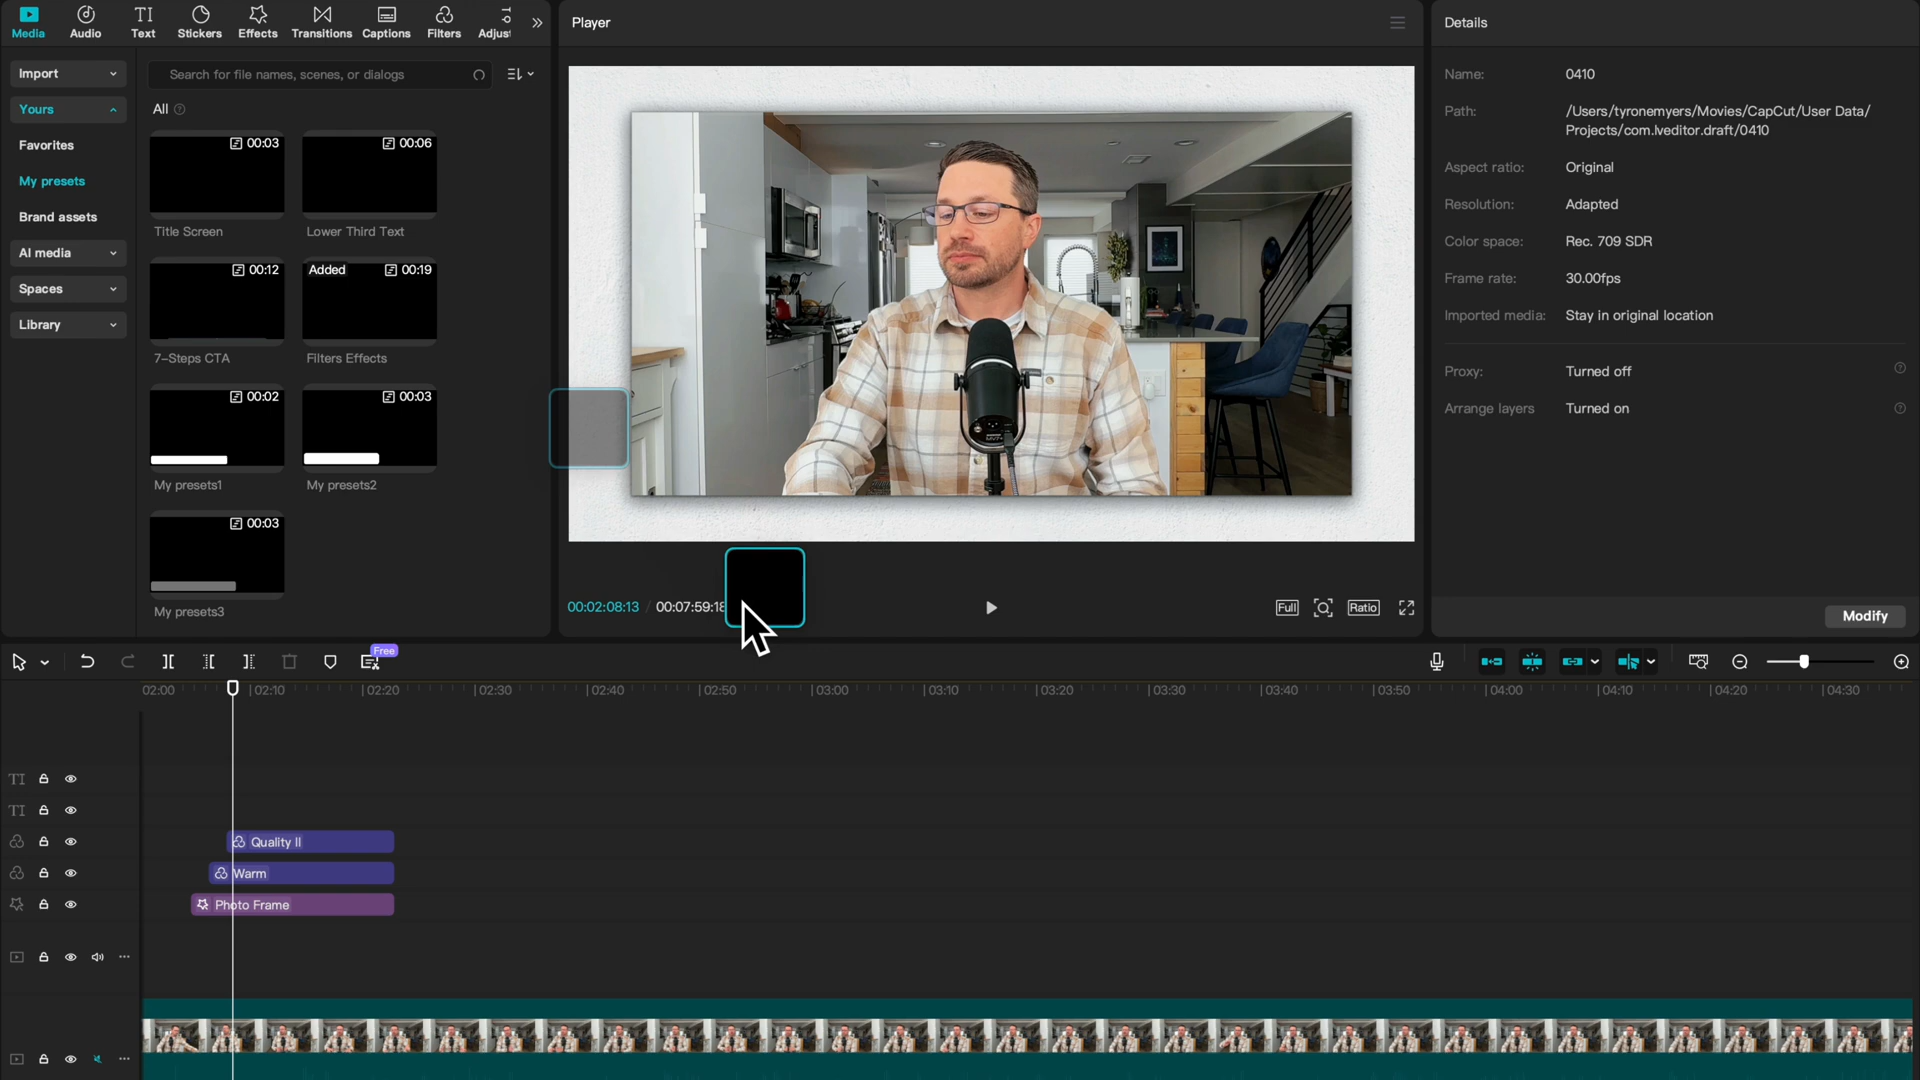 Media
Audio
Text
Stickers
Effects
Transitions
Captions
Filters
Adjust
Player
Details
Import
Yours
Favorites
My presets
Brand assets
AI media
Spaces
Library
Search for file names, scenes, or dialogs
All
00:03
00:06
Title Screen
Lower Third Text
00:12
Added 00:19
7-Steps CTA
Filters Effects
00:02
00:03
My presets1
My presets2
00:03
My presets3
00:02:08:13 / 00:07:59:18
Full
Ratio
Name: 0410
Path: /Users/tyronemyers/Movies/CapCut/User Data/
Projects/com.lveditor.draft/0410
Aspect ratio: Original
Resolution: Adapted
Color space: Rec. 709 SDR
Frame rate: 30.00fps
Imported media: Stay in original location
Proxy: Turned off
Arrange layers Turned on
Modify
Free
02:00 02:10 02:20 02:30 02:40 02:50 03:00 03:10 03:20 03:30 03:40 03:50 04:00 04:10 04:20 04:30
TI
TI
Quality II
Warm
Photo Frame